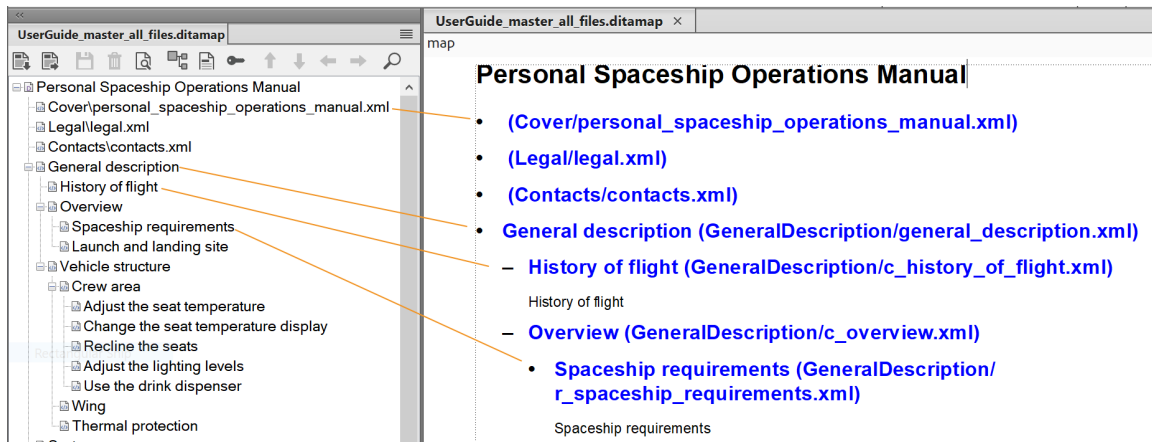 UserGuide_master_all_files.ditamap
Personal Spaceship Operations Manual
Cover\personal_spaceship_operations_manual.xml
Legal\legal.xml
Contacts\contacts.xml
General description
History of flight
Overview
Spaceship requirements
Launch and landing site
Vehicle structure
Crew area
Adjust the seat temperature
Change the seat temperature display
Recline the seats
Adjust the lighting levels
Use the drink dispenser
Wing
Thermal protection
UserGuide_master_all_files.ditamap ×
map
Personal Spaceship Operations Manual
• (Cover/personal_spaceship_operations_manual.xml)
• (Legal/legal.xml)
• (Contacts/contacts.xml)
• General description (GeneralDescription/general_description.xml)
– History of flight (GeneralDescription/c_history_of_flight.xml)
History of flight
– Overview (GeneralDescription/c_overview.xml)
• Spaceship requirements (GeneralDescription/
r_spaceship_requirements.xml)
Spaceship requirements